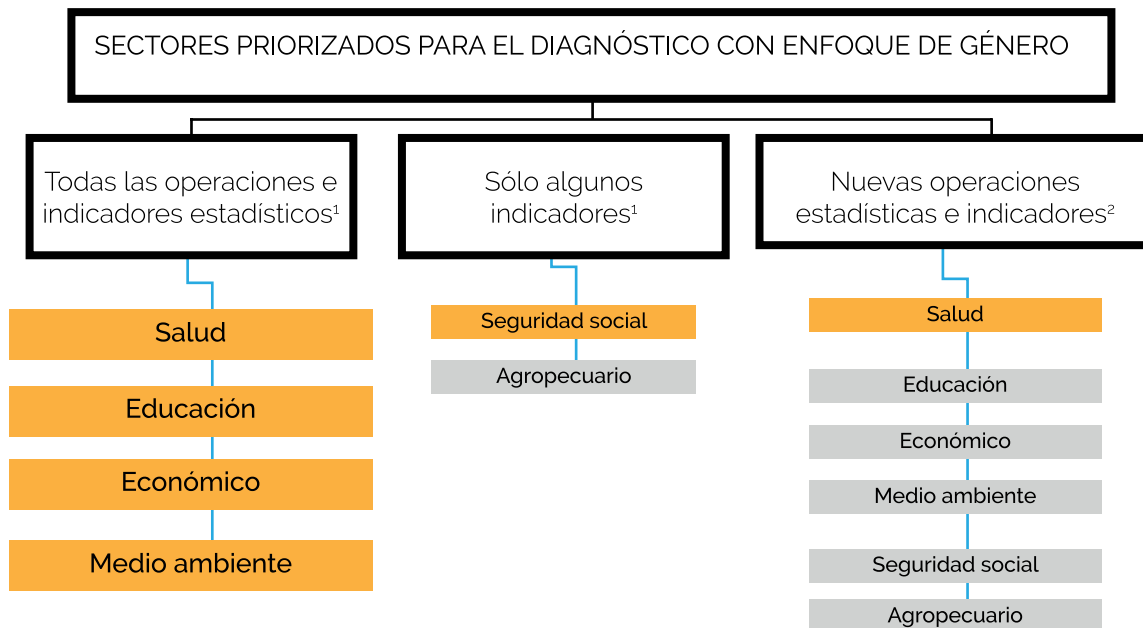 SECTORES PRIORIZADOS PARA EL DIAGNÓSTICO CON ENFOQUE DE GÉNERO
Todas las operaciones e
indicadores estadísticos¹
Sólo algunos
indicadores¹
Nuevas operaciones
estadísticas e indicadores²
Salud
Educación
Económico
Medio ambiente
Seguridad social
Agropecuario
Salud
Educación
Económico
Medio ambiente
Seguridad social
Agropecuario